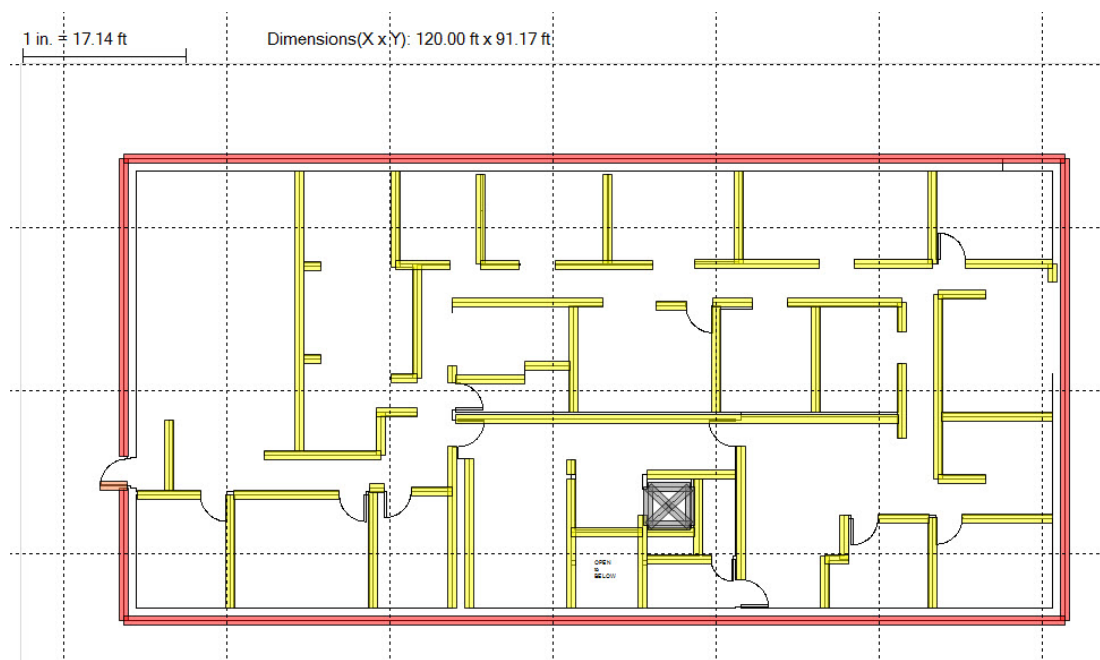 1 in. = 17.14 ft
Dimensions(X x Y): 120.00 ft x 91.17 ft
OPEN
to
BELOW